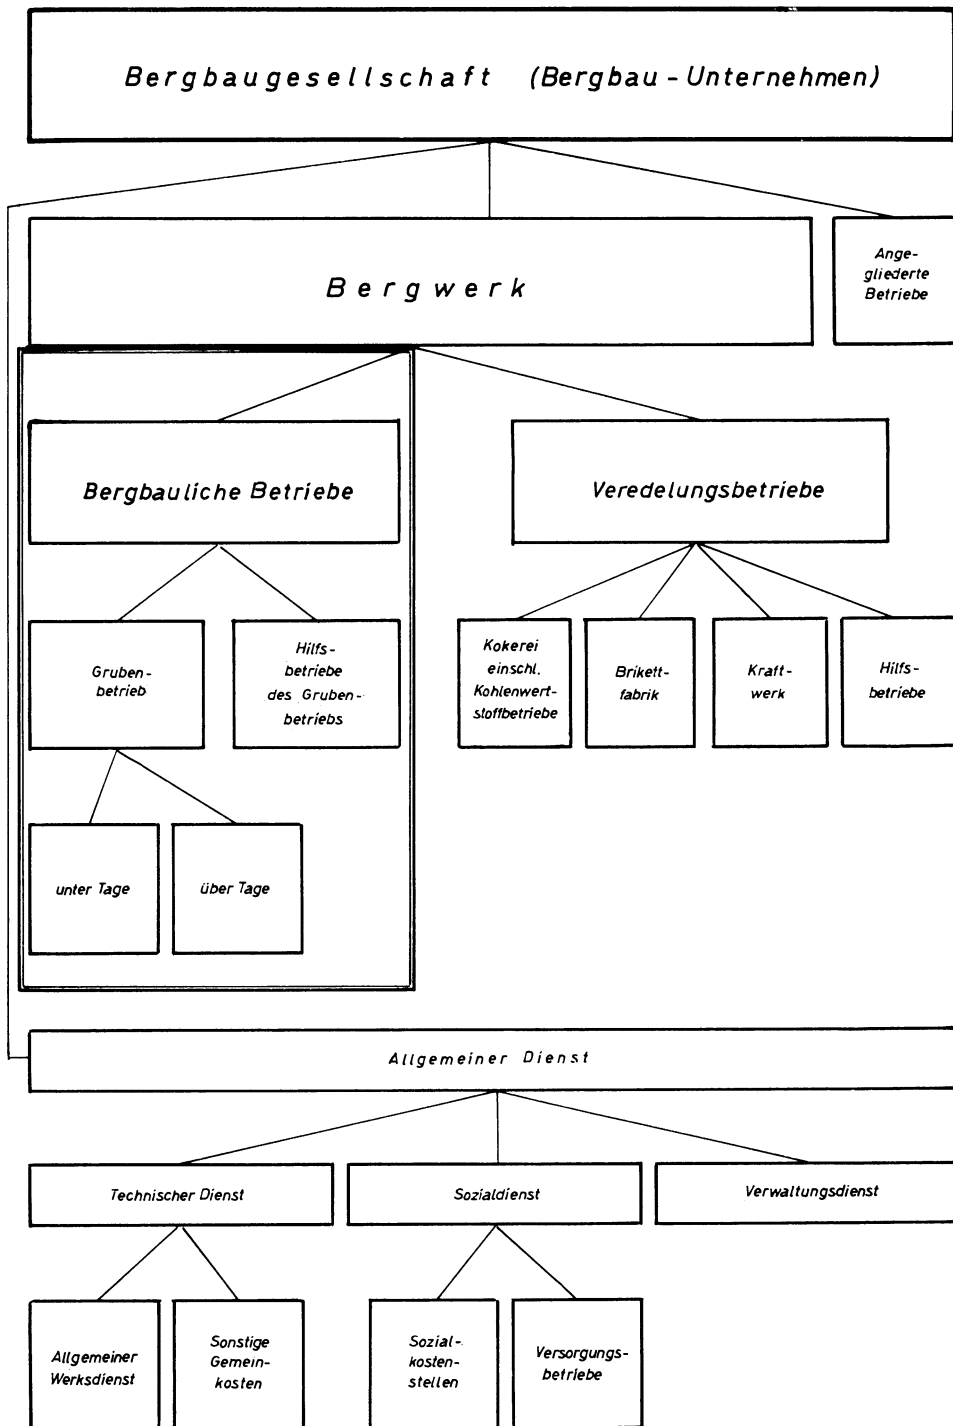 Bergbaugesellschaft (Bergbau-Unternehmen)
Bergwerk
Ange-
gliederte
Betriebe
Bergbauliche Betriebe
Veredelungsbetriebe
Gruben-
betrieb
Hilfs-
betriebe
des Gruben-
betriebs
Kokerei
einschl.
Kohlenwert-
stoffbetriebe
Brikett-
fabrik
Kraft-
werk
Hilfs-
betriebe
unter Tage
über Tage
Allgemeiner Dienst
Technischer Dienst
Sozialdienst
Verwaltungsdienst
Allgemeiner
Werksdienst
Sonstige
Gemein-
kosten
Sozial-
kosten-
stellen
Versorgungs-
betriebe